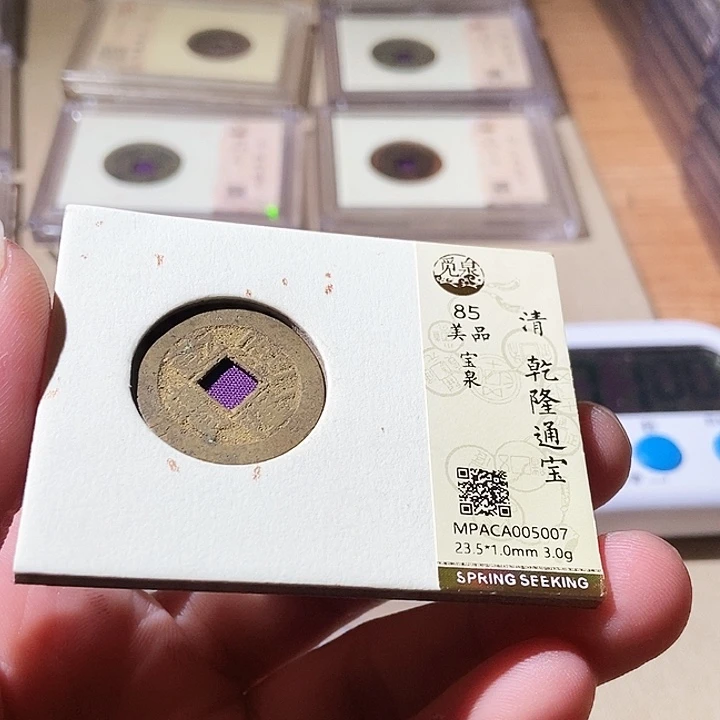 觅泉
85
美品
宝泉
清 乾隆通宝
MPACA005007
23.5*1.0mm 3.0g
SPRING SEEKING